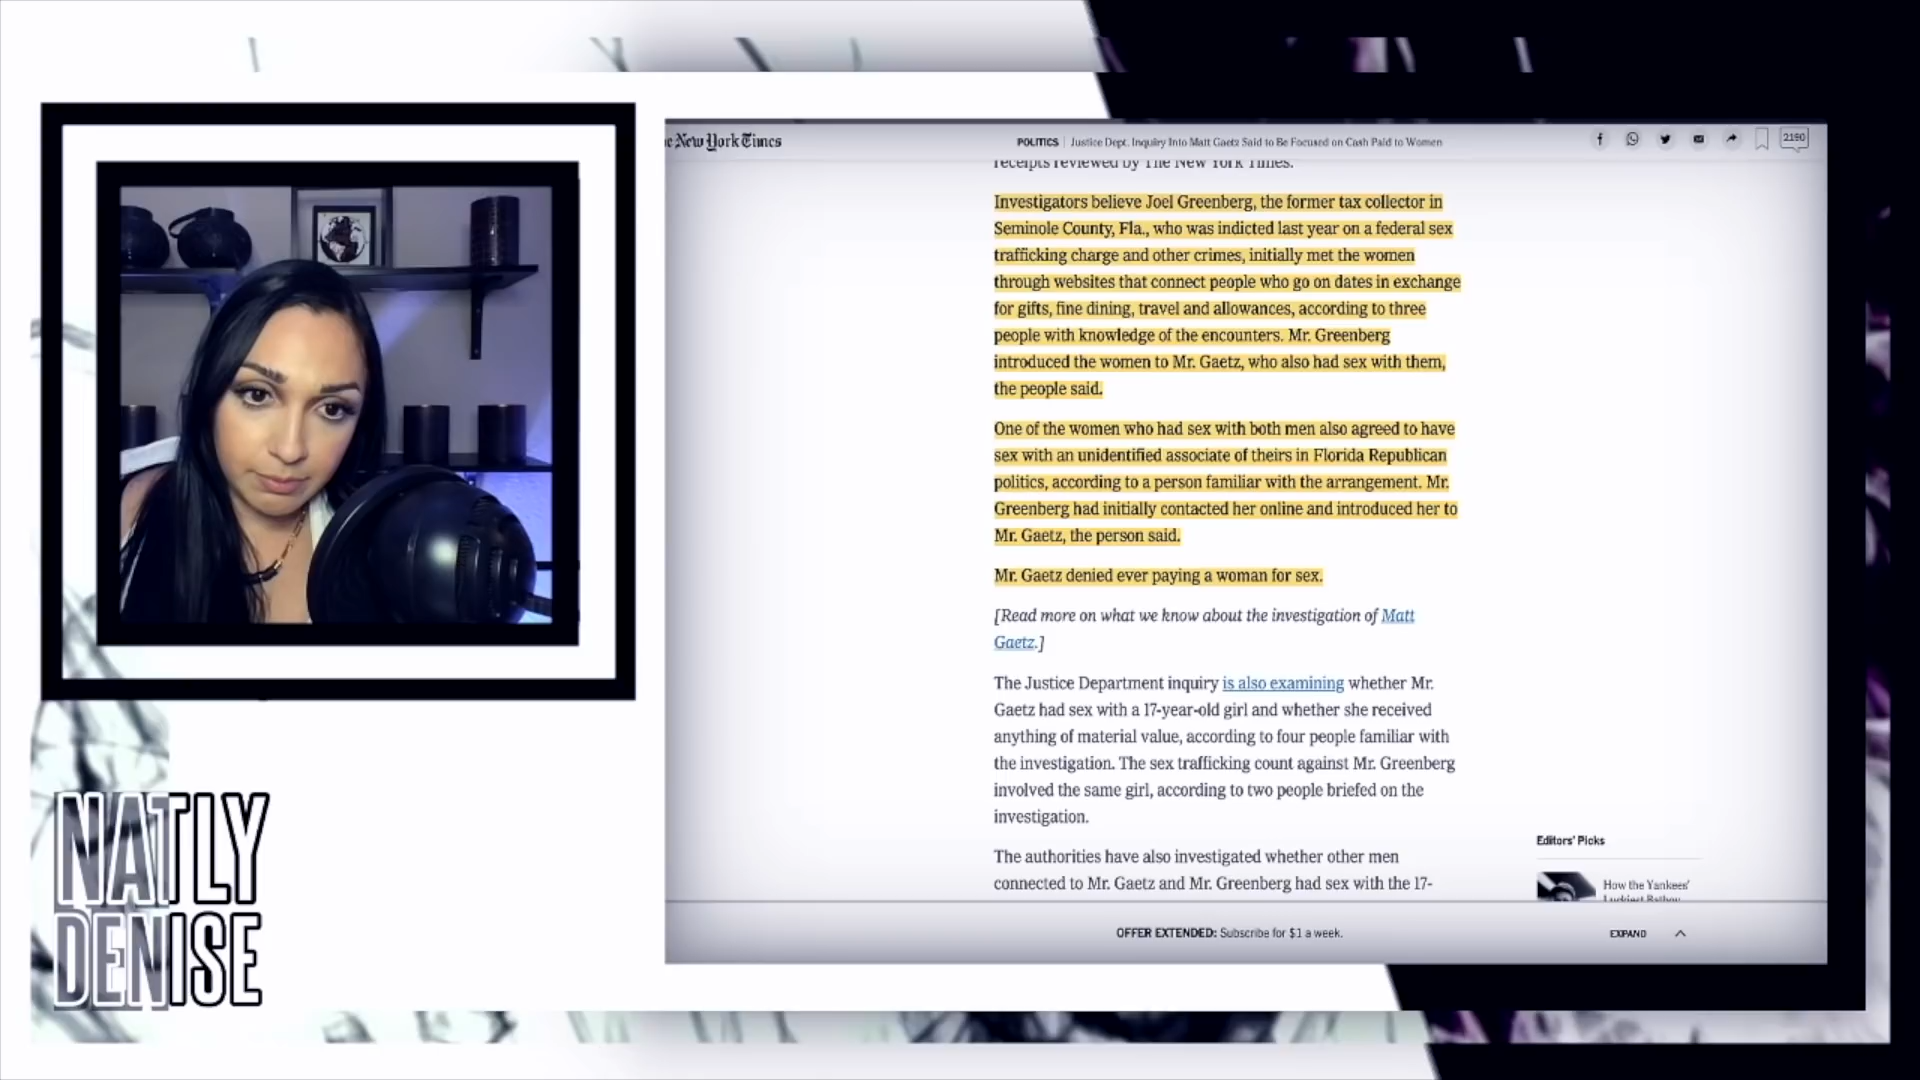 The New York Times
POLITICS | Justice Dept. Inquiry Into Matt Gaetz Said to Be Focused on Cash Paid to Women
2190
receipts reviewed by The New York Times.
Investigators believe Joel Greenberg, the former tax collector in
Seminole County, Fla., who was indicted last year on a federal sex
trafficking charge and other crimes, initially met the women
through websites that connect people who go on dates in exchange
for gifts, fine dining, travel and allowances, according to three
people with knowledge of the encounters. Mr. Greenberg
introduced the women to Mr. Gaetz, who also had sex with them,
the people said.
One of the women who had sex with both men also agreed to have
sex with an unidentified associate of theirs in Florida Republican
politics, according to a person familiar with the arrangement. Mr.
Greenberg had initially contacted her online and introduced her to
Mr. Gaetz, the person said.
Mr. Gaetz denied ever paying a woman for sex.
[Read more on what we know about the investigation of Matt
Gaetz.]
The Justice Department inquiry is also examining whether Mr.
Gaetz had sex with a 17-year-old girl and whether she received
anything of material value, according to four people familiar with
the investigation. The sex trafficking count against Mr. Greenberg
involved the same girl, according to two people briefed on the
investigation.
The authorities have also investigated whether other men
connected to Mr. Gaetz and Mr. Greenberg had sex with the 17-
Editors' Picks
How the Yankees'
OFFER EXTENDED: Subscribe for $1 a week.
EXPAND
NATLY
DENISE